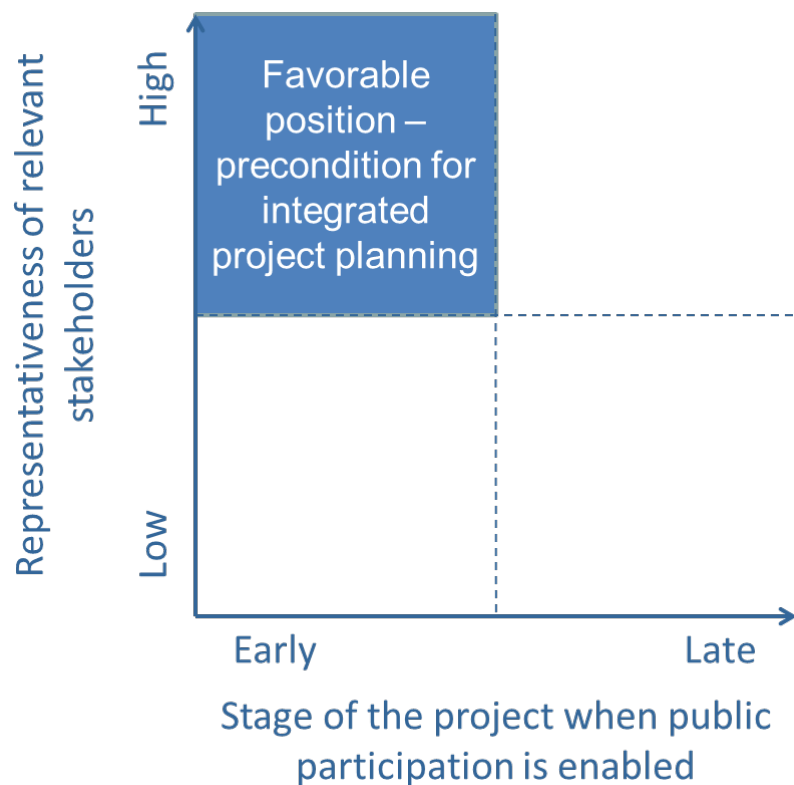 Representativeness of relevant
stakeholders
High
Low
Favorable
position –
precondition for
integrated
project planning
Early
Late
Stage of the project when public
participation is enabled